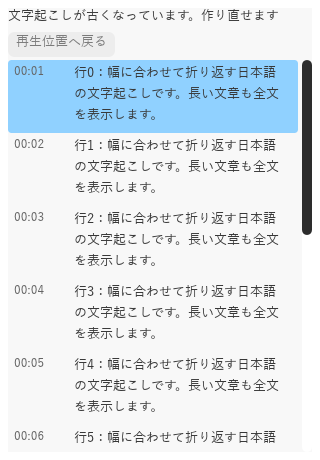 文字起こしが古くなっています。作り直せます
再生位置へ戻る
00:01 行0：幅に合わせて折り返す日本語
の文字起こしです。長い文章も全文
を表示します。
00:02 行1：幅に合わせて折り返す日本語
の文字起こしです。長い文章も全文
を表示します。
00:03 行2：幅に合わせて折り返す日本語
の文字起こしです。長い文章も全文
を表示します。
00:04 行3：幅に合わせて折り返す日本語
の文字起こしです。長い文章も全文
を表示します。
00:05 行4：幅に合わせて折り返す日本語
の文字起こしです。長い文章も全文
を表示します。
00:06 行5：幅に合わせて折り返す日本語